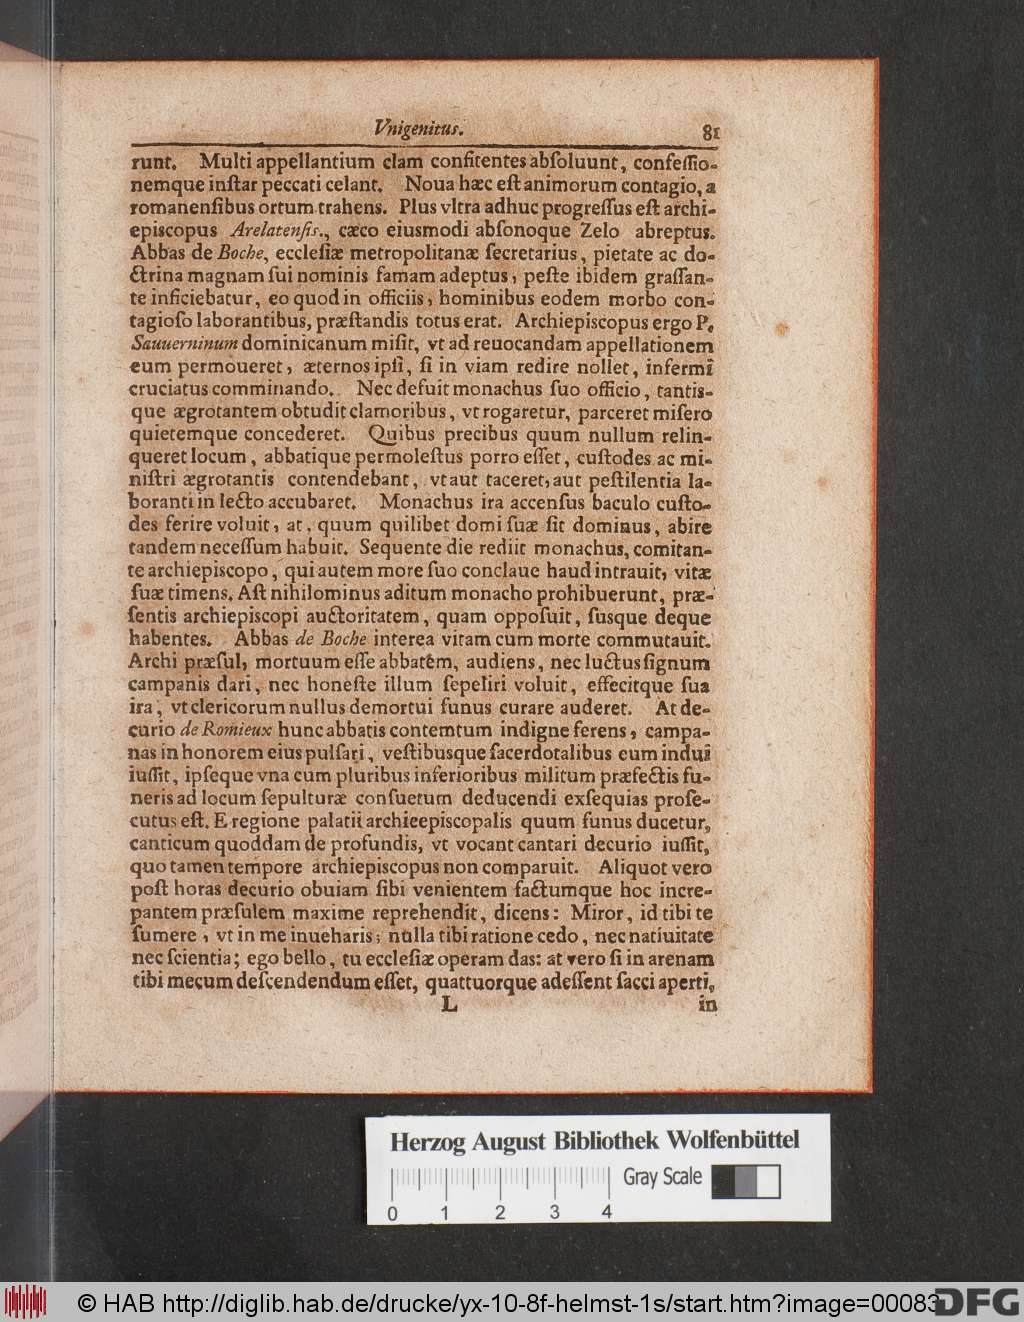 Vnigenitus. 81
runt. Multi appellantium clam confitentes abſoluunt, confeſſio-
nemque inſtar peccati celant. Noua hæc eſt animorum contagio, a
romanenſibus ortum trahens. Plus vltra adhuc progreſſus eſt archi-
epiſcopus Arelatenſis., cæco eiusmodi abſonoque Zelo abreptus.
Abbas de Boche, eccleſiæ metropolitanæ ſecretarius, pietate ac do-
ctrina magnam ſui nominis famam adeptus, peſte ibidem graſſan-
te inficiebatur, eo quod in officiis, hominibus eodem morbo con-
tagioſo laborantibus, præſtandis totus erat. Archiepiſcopus ergo P.
Sauuerninum dominicanum miſit, vt ad reuocandam appellationem
eum permoueret, æternos ipſi, ſi in viam redire nollet, infermi
cruciatus comminando. Nec defuit monachus ſuo officio, tantis-
que ægrotantem obtudit clamoribus, vt rogaretur, parceret miſero
quietemque concederet. Quibus precibus quum nullum relin-
queret locum, abbatique permoleſtus porro eſſet, cuſtodes ac mi-
niſtri ægrotantis contendebant, vt aut taceret, aut peſtilentia la-
boranti in lecto accubaret. Monachus ira accenſus baculo cuſto-
des ferire voluit, at, quum quilibet domi ſuæ ſit dominus, abire
tandem neceſſum habuit. Sequente die rediit monachus, comitan-
te archiepiſcopo, qui autem more ſuo conclaue haud intrauit, vitæ
ſuæ timens. Aſt nihilominus aditum monacho prohibuerunt, præ-
ſentis archiepiſcopi auctoritatem, quam oppoſuit, ſusque deque
habentes. Abbas de Boche interea vitam cum morte commutauit.
Archi præſul, mortuum eſſe abbatem, audiens, nec luctus ſignum
campanis dari, nec honeſte illum ſepeliri voluit, effecitque ſua
ira, vt clericorum nullus demortui funus curare auderet. At de-
curio de Romieux hunc abbatis contemtum indigne ferens, campa-
nas in honorem eius pulſari, veſtibusque ſacerdotalibus eum indui
iuſſit, ipſeque vna cum pluribus inferioribus militum præfectis fu-
neris ad locum ſepulturæ conſuetum deducendi exſequias proſe-
cutus eſt. E regione palatii archieepiſcopalis quum funus ducetur,
canticum quoddam de profundis, vt vocant cantari decurio iuſſit,
quo tamen tempore archiepiſcopus non comparuit. Aliquot vero
poſt horas decurio obuiam ſibi venientem factumque hoc incre-
pantem præſulem maxime reprehendit, dicens: Miror, id tibi te
ſumere, vt in me inueharis; nulla tibi ratione cedo, nec natiuitate
nec ſcientia; ego bello, tu eccleſiæ operam das: at vero ſi in arenam
tibi mecum deſcendendum eſſet, quattuorque adeſſent ſacci aperti,
L in
Herzog August Bibliothek Wolfenbüttel
Gray Scale
0 1 2 3 4
© HAB http://diglib.hab.de/drucke/yx-10-8f-helmst-1s/start.htm?image=00083
DFG